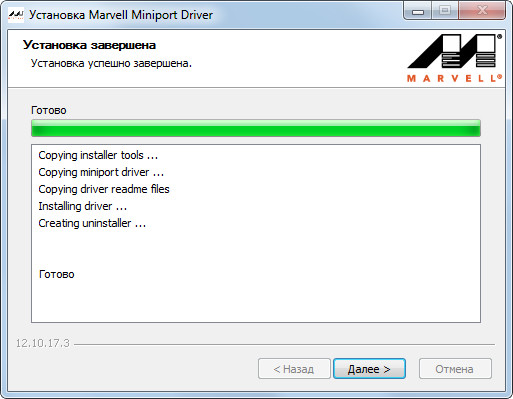 Установка Marvell Miniport Driver
Установка завершена
Установка успешно завершена.
MARVELL®
Готово
Copying installer tools ...
Copying miniport driver ...
Copying driver readme files
Installing driver ...
Creating uninstaller ...
Готово
12.10.17.3
< Назад
Далее >
Отмена